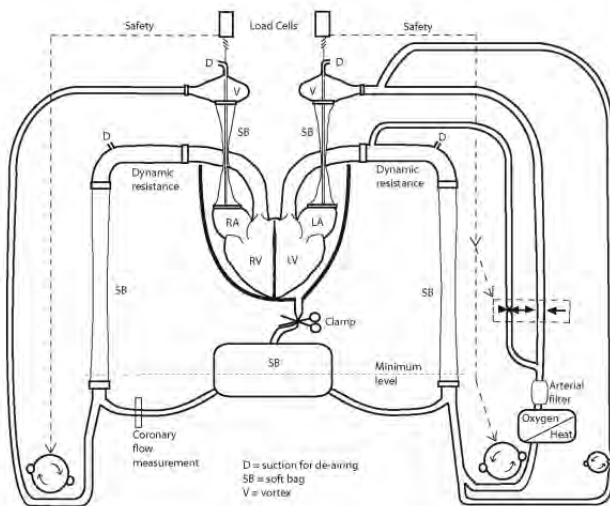 Safety
Load Cells
Safety
D
D
V
V
SB
SB
D
D
Dynamic
resistance
Dynamic
resistance
RA
LA
RV
LV
SB
SB
Clamp
SB
Minimum
level
Arterial
filter
Oxygen
Heat
Coronary
flow
measurement
D = suction for de-airing
SB = soft bag
V = vortex